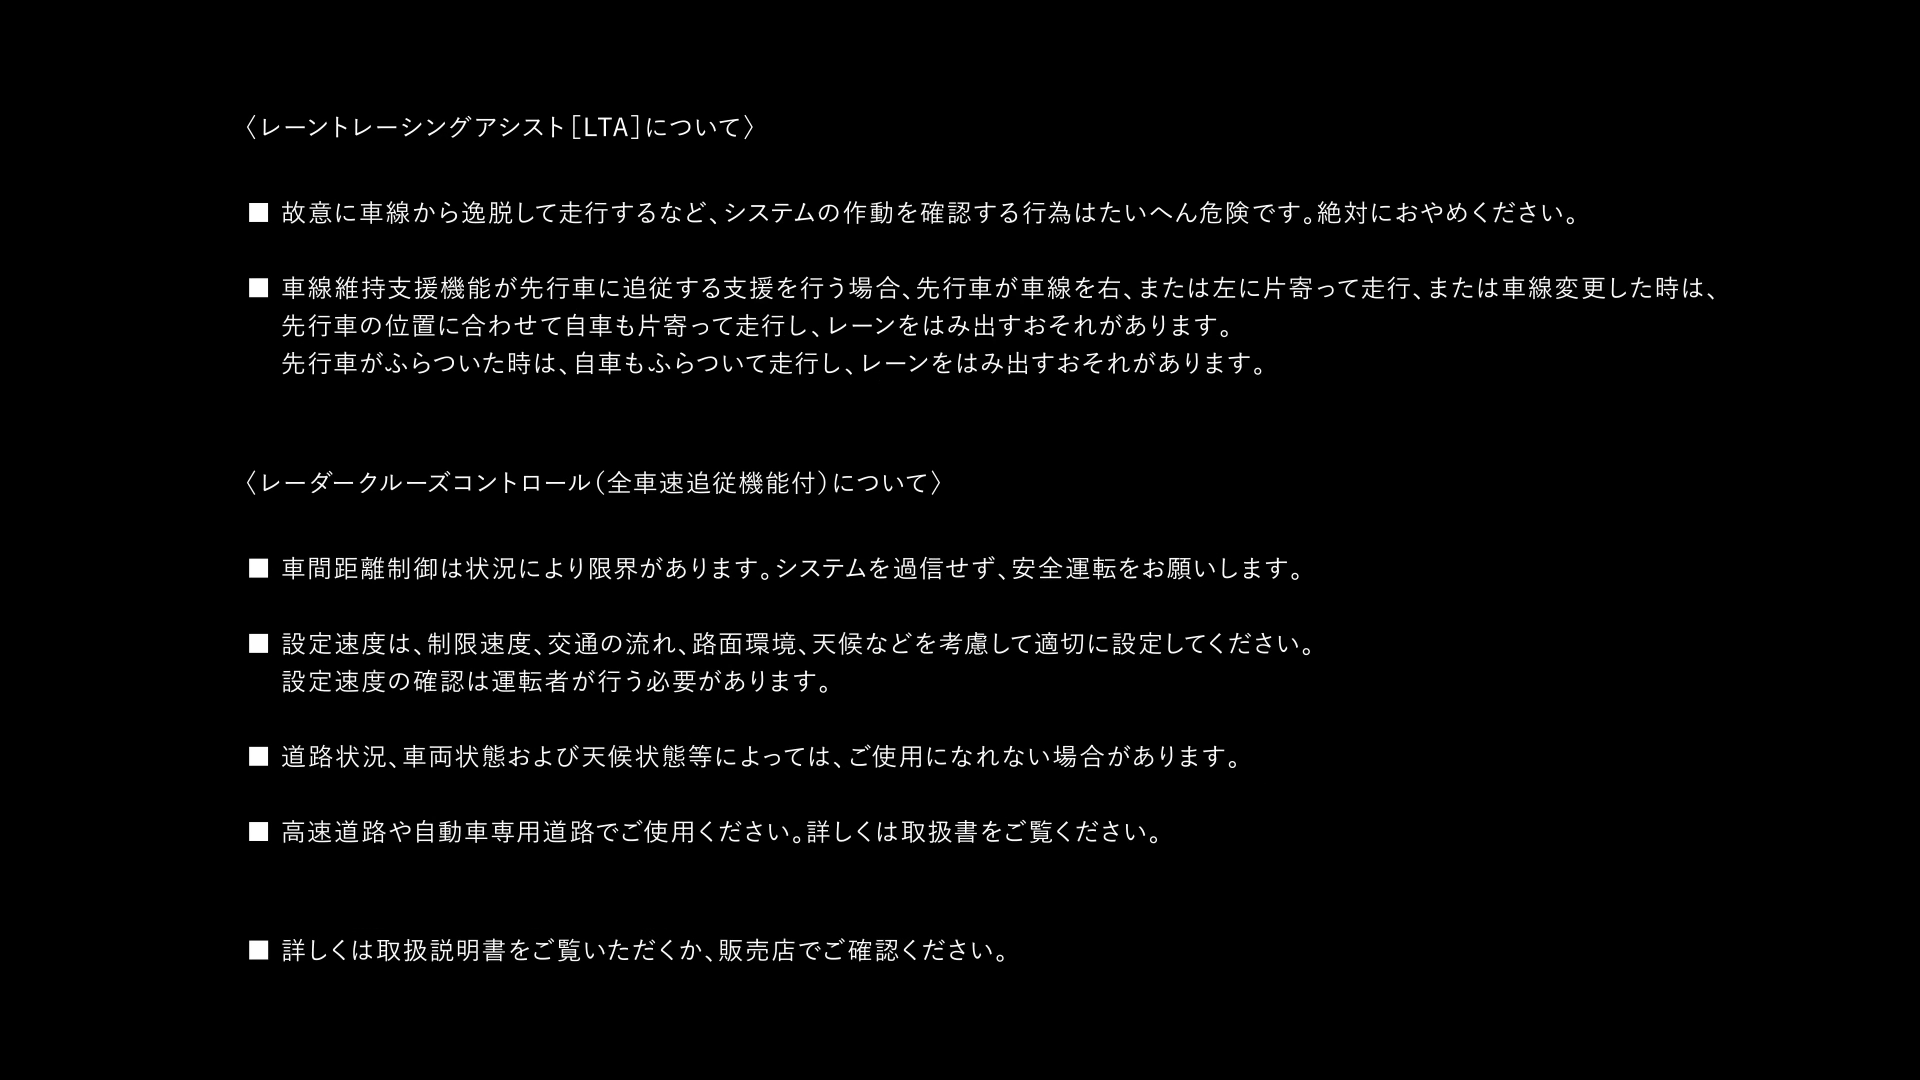 〈レーントレーシングアシスト［LTA］について〉
■ 故意に車線から逸脱して走行するなど、システムの作動を確認する行為はたいへん危険です。絶対におやめください。
■ 車線維持支援機能が先行車に追従する支援を行う場合、先行車が車線を右、または左に片寄って走行、または車線変更した時は、
先行車の位置に合わせて自車も片寄って走行し、レーンをはみ出すおそれがあります。
先行車がふらついた時は、自車もふらついて走行し、レーンをはみ出すおそれがあります。
〈レーダークルーズコントロール（全車速追従機能付）について〉
■ 車間距離制御は状況により限界があります。システムを過信せず、安全運転をお願いします。
■ 設定速度は、制限速度、交通の流れ、路面環境、天候などを考慮して適切に設定してください。
設定速度の確認は運転者が行う必要があります。
■ 道路状況、車両状態および天候状態等によっては、ご使用になれない場合があります。
■ 高速道路や自動車専用道路でご使用ください。詳しくは取扱書をご覧ください。
■ 詳しくは取扱説明書をご覧いただくか、販売店でご確認ください。